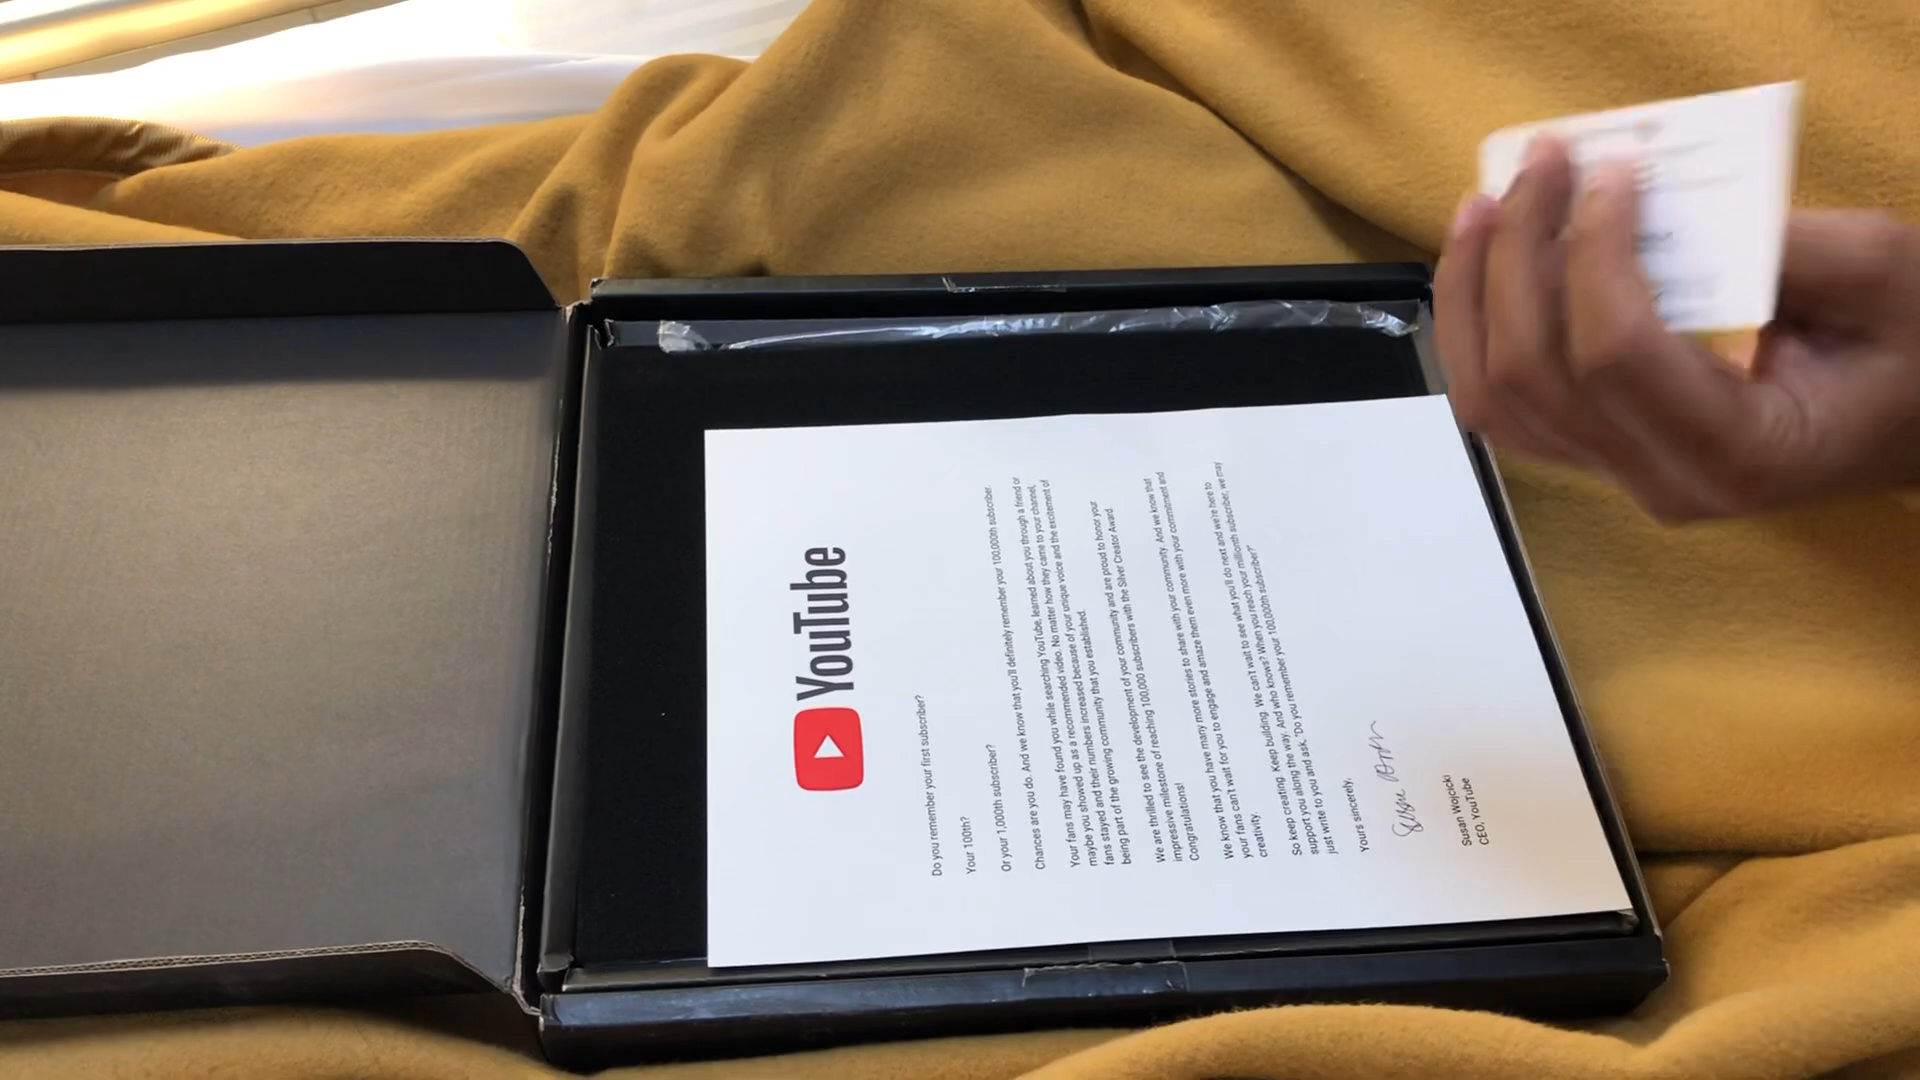 YouTube
Do you remember your first subscriber?
Your 100th?
Or your 1,000th subscriber?
Chances are you do. And we know that you'll definitely remember your 100,000th subscriber.
Your fans may have found you while searching YouTube, learned about you through a friend or
maybe you showed up as a recommended video. No matter how they came to your channel,
fans stayed and their numbers increased because of your unique voice and the excitement of
being part of the growing community that you established.
We are thrilled to see the development of your community and are proud to honor your
impressive milestone of reaching 100,000 subscribers with the Silver Creator Award.
Congratulations!
We know that you have many more stories to share with your community. And we know that
your fans can't wait for you to engage and amaze them even more with your commitment and
creativity.
So keep creating. Keep building. We can't wait to see what you'll do next and we're here to
support you along the way. And who knows? When you reach your millionth subscriber, we may
just write to you and ask, "Do you remember your 100,000th subscriber?"
Yours sincerely,
Susan Wojcicki
CEO, YouTube